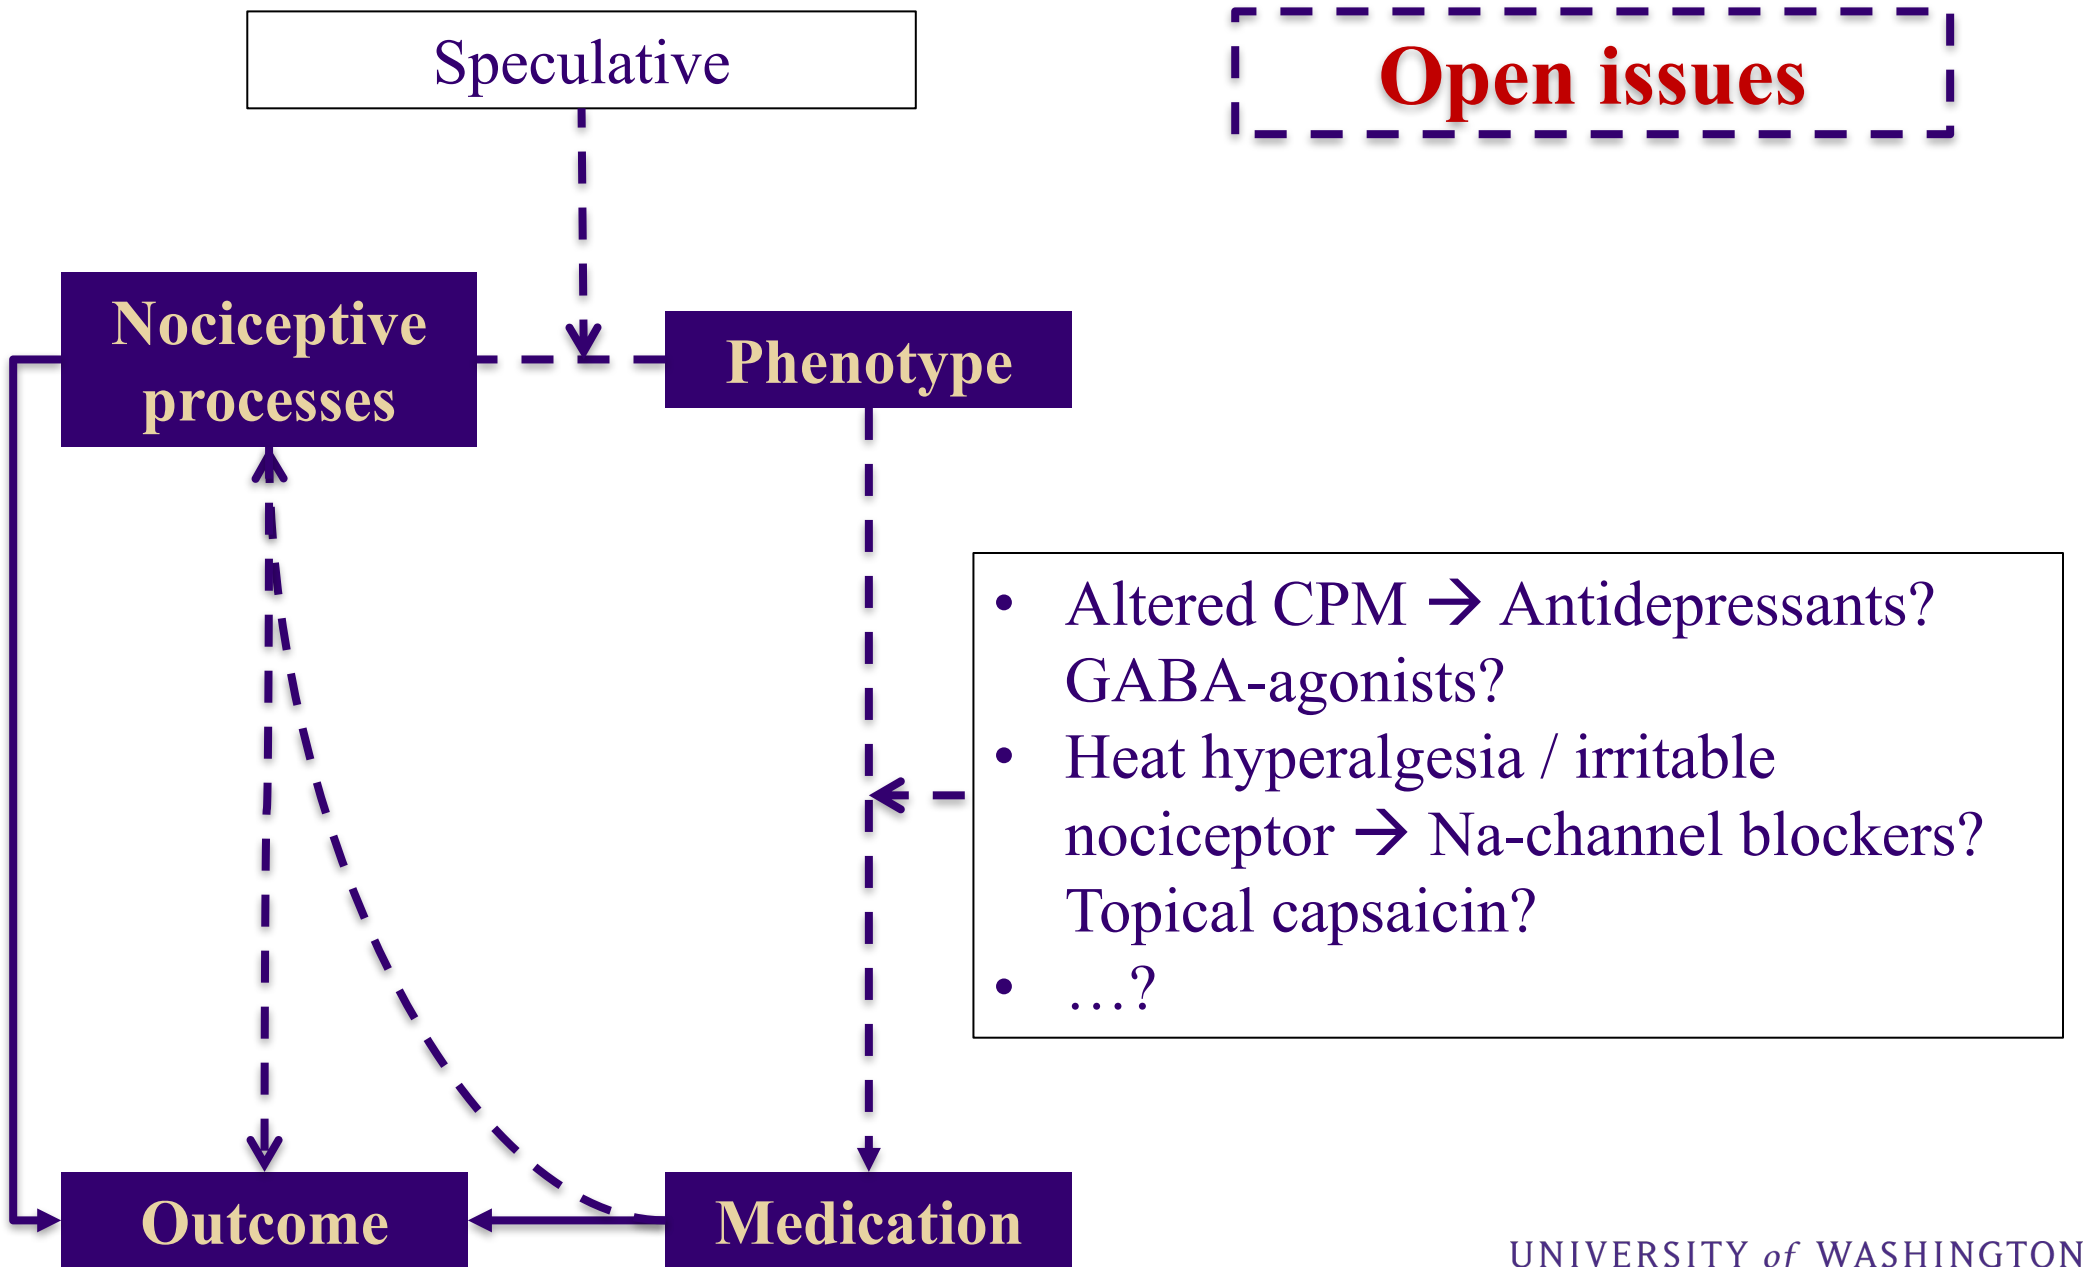 Speculative
Open issues
Nociceptive
processes
Phenotype
• Altered CPM → Antidepressants?
GABA-agonists?
• Heat hyperalgesia / irritable
nociceptor → Na-channel blockers?
Topical capsaicin?
• …?
Outcome
Medication
UNIVERSITY of WASHINGTON